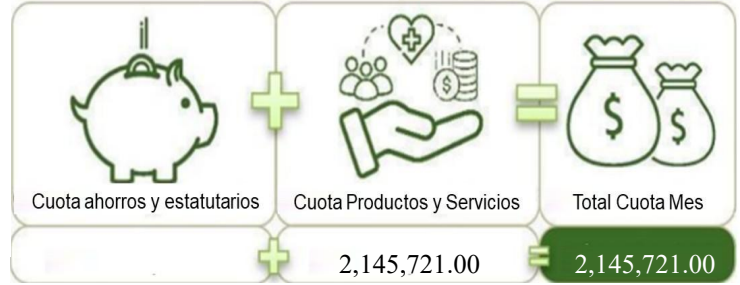 Cuota ahorros y estatutarios Cuota Productos y Servicios Total Cuota Mes
2,145,721.00 2,145,721.00